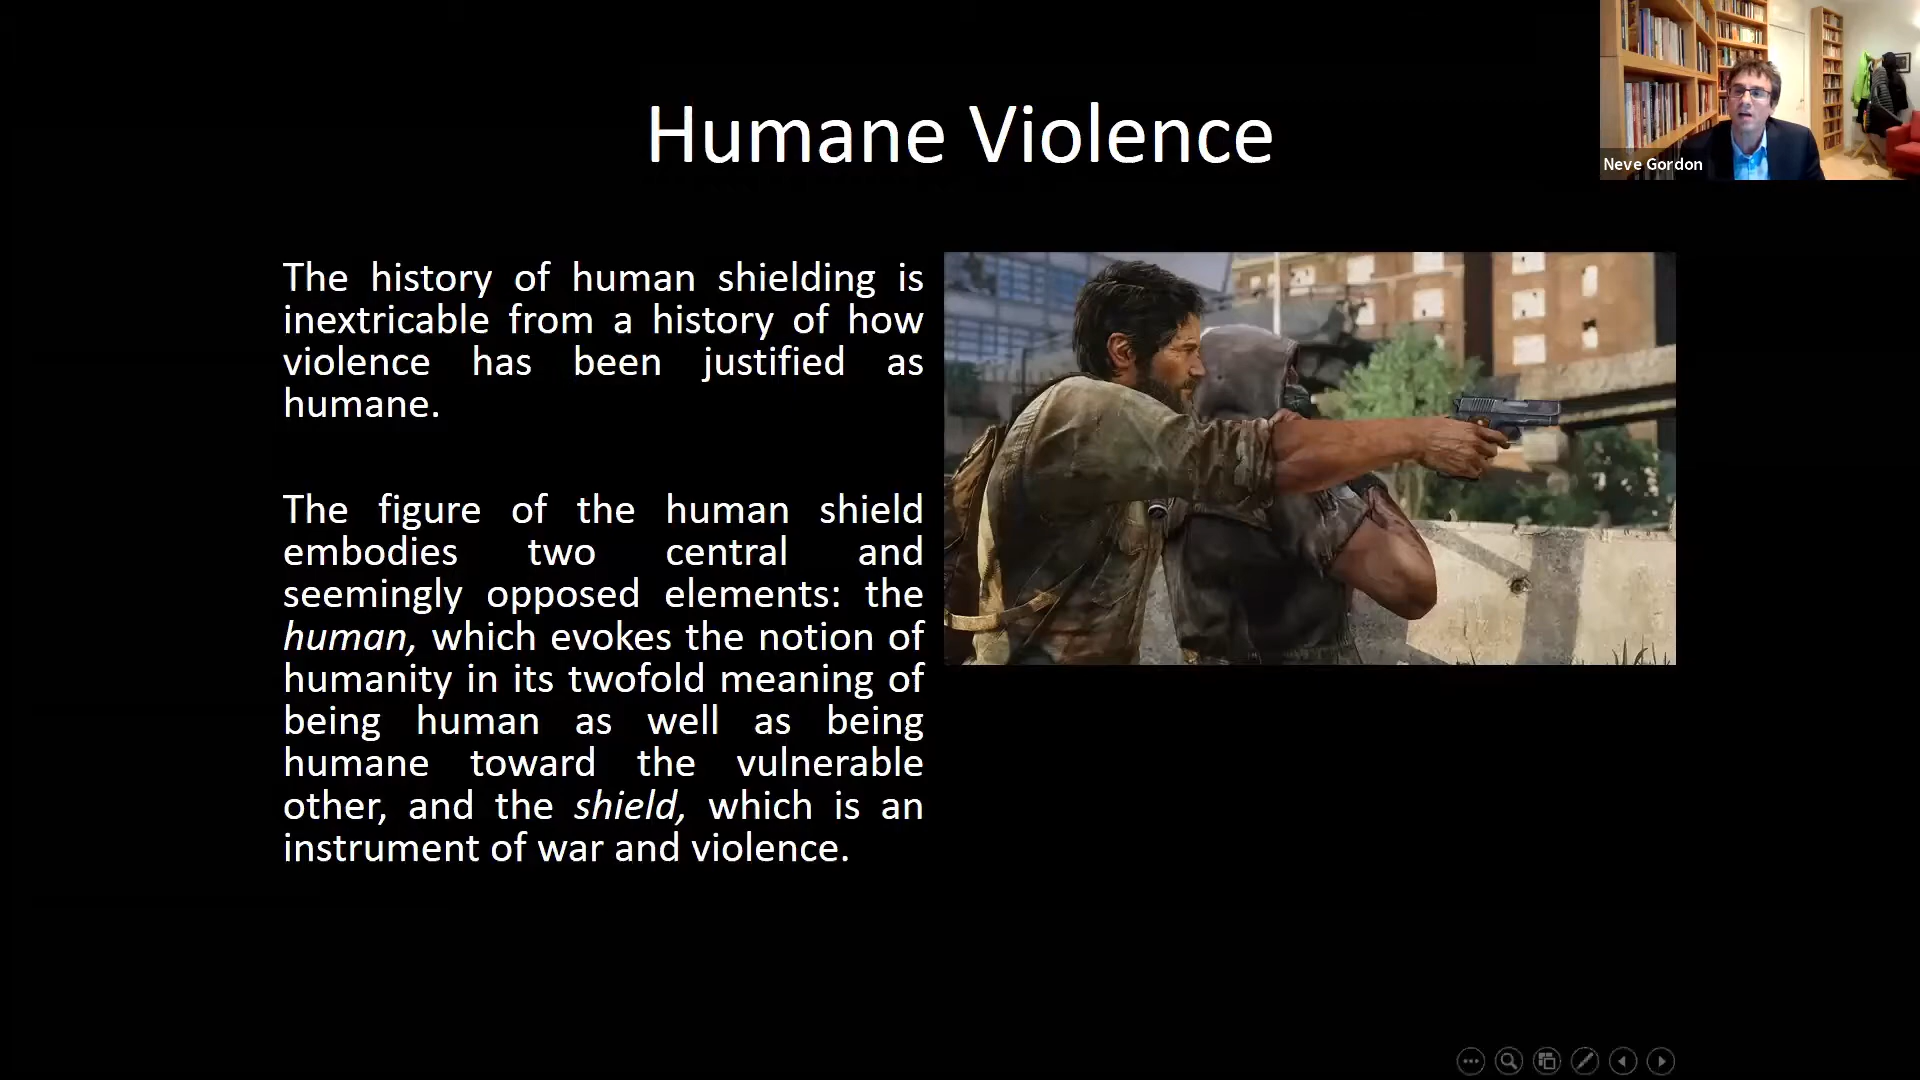 Humane Violence
Neve Gordon
The history of human shielding is
inextricable from a history of how
violence has been justified as
humane.
The figure of the human shield
embodies two central and
seemingly opposed elements: the
human, which evokes the notion of
humanity in its twofold meaning of
being human as well as being
humane toward the vulnerable
other, and the shield, which is an
instrument of war and violence.